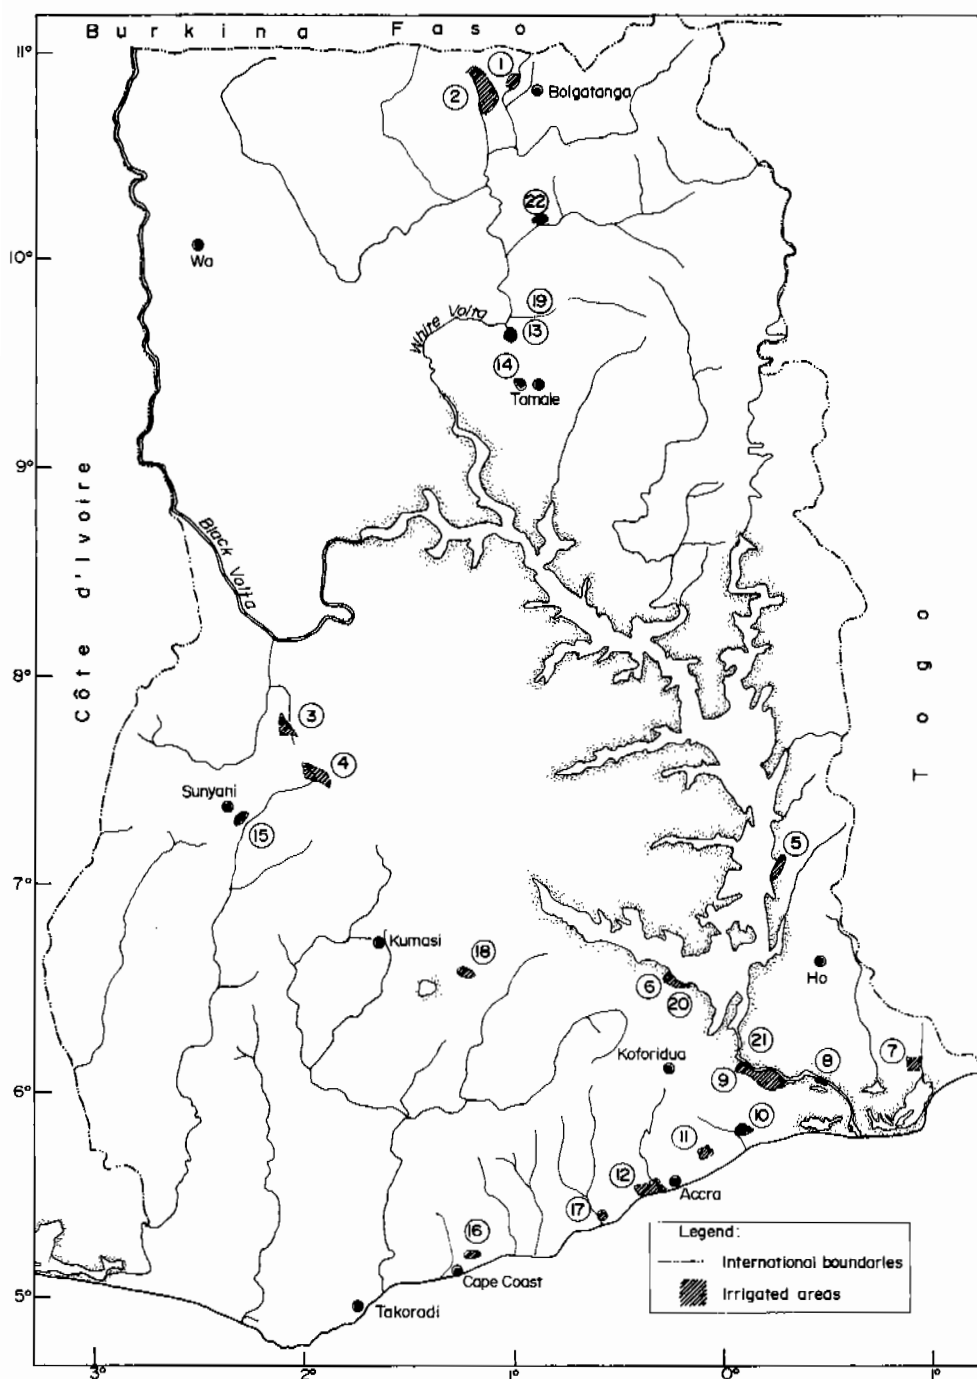 Burkina Faso
11°
1
2
Bolgatanga
22
10°
Wa
19
White Volta
13
14
Tamale
9°
Côte d'Ivoire
Black Volta
Togo
8°
3
4
Sunyani
15
5
7°
Kumasi
18
Ho
6
20
21
Koforidua
8
7
9
6°
10
11
12
Accra
17
16
Legend:
International boundaries
Irrigated areas
Cape Coast
5°
Takoradi
3°
2°
1°
0°
1°